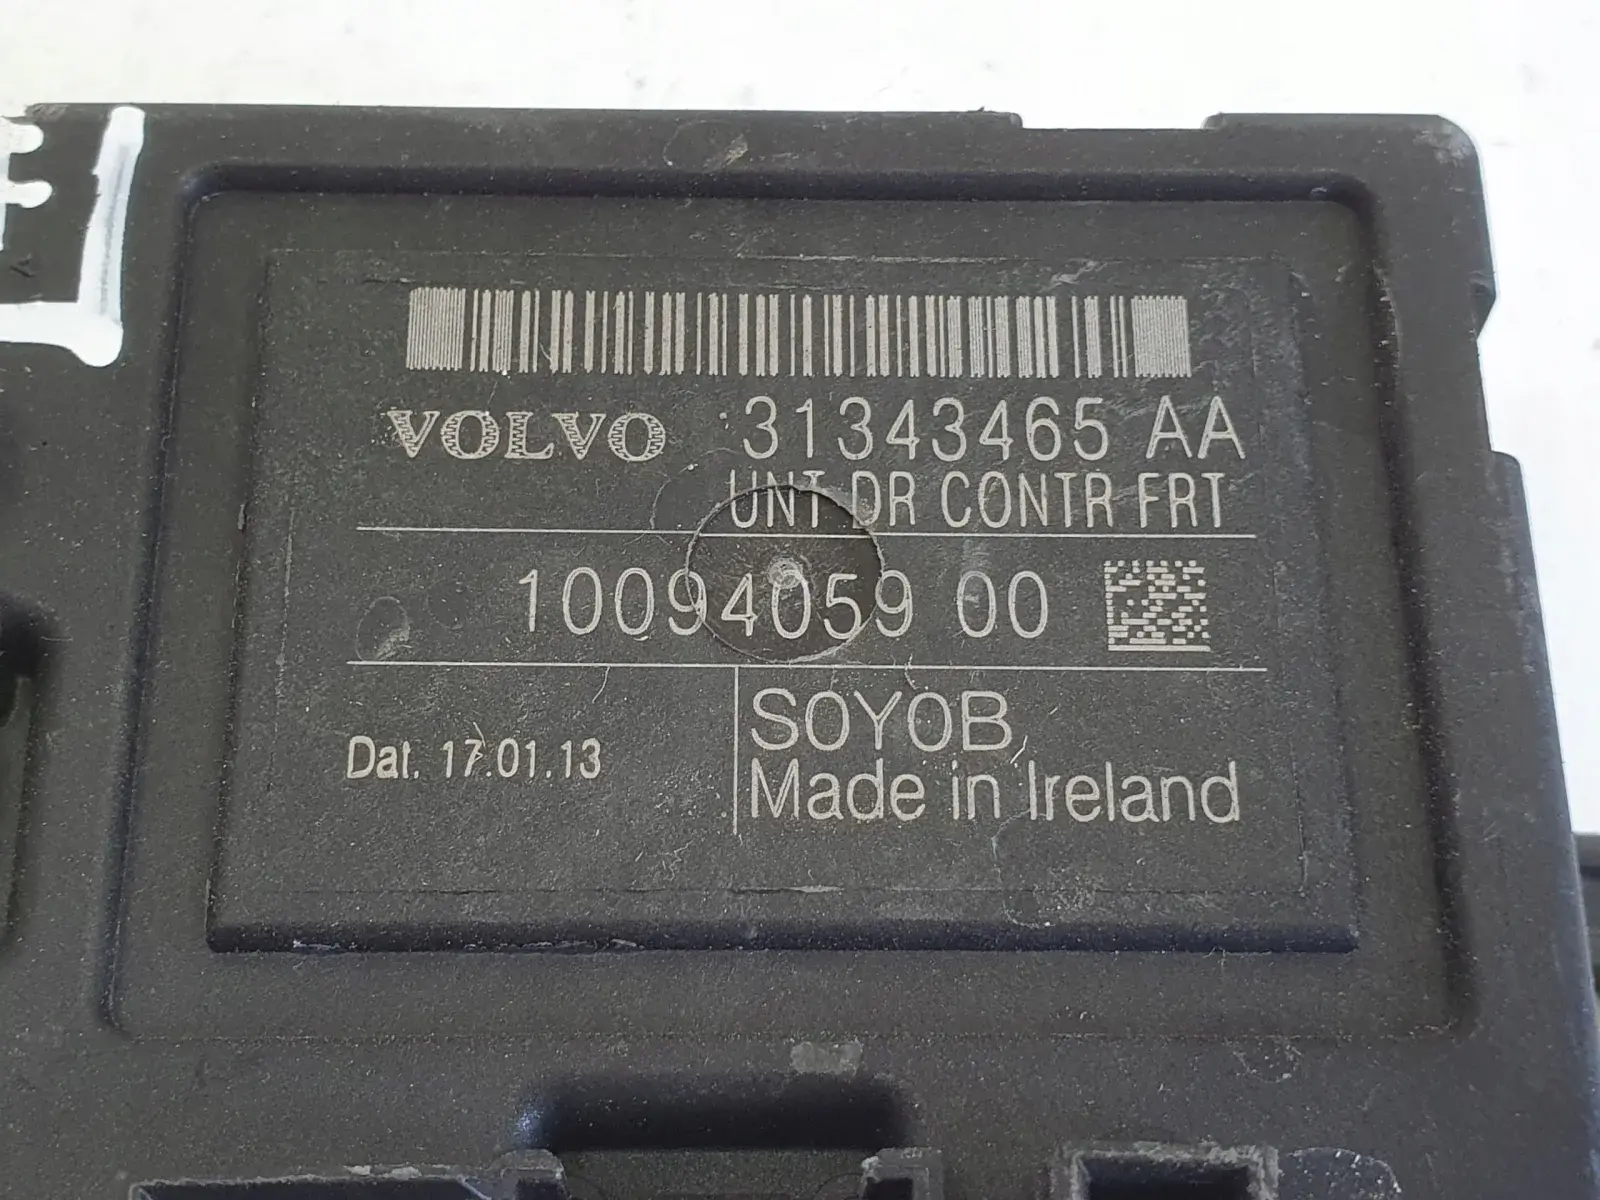 VOLVO :31343465 AA
UNT DR CONTR FRT
10094059 00
Dat. 17.01.13
SOYOB
Made in Ireland